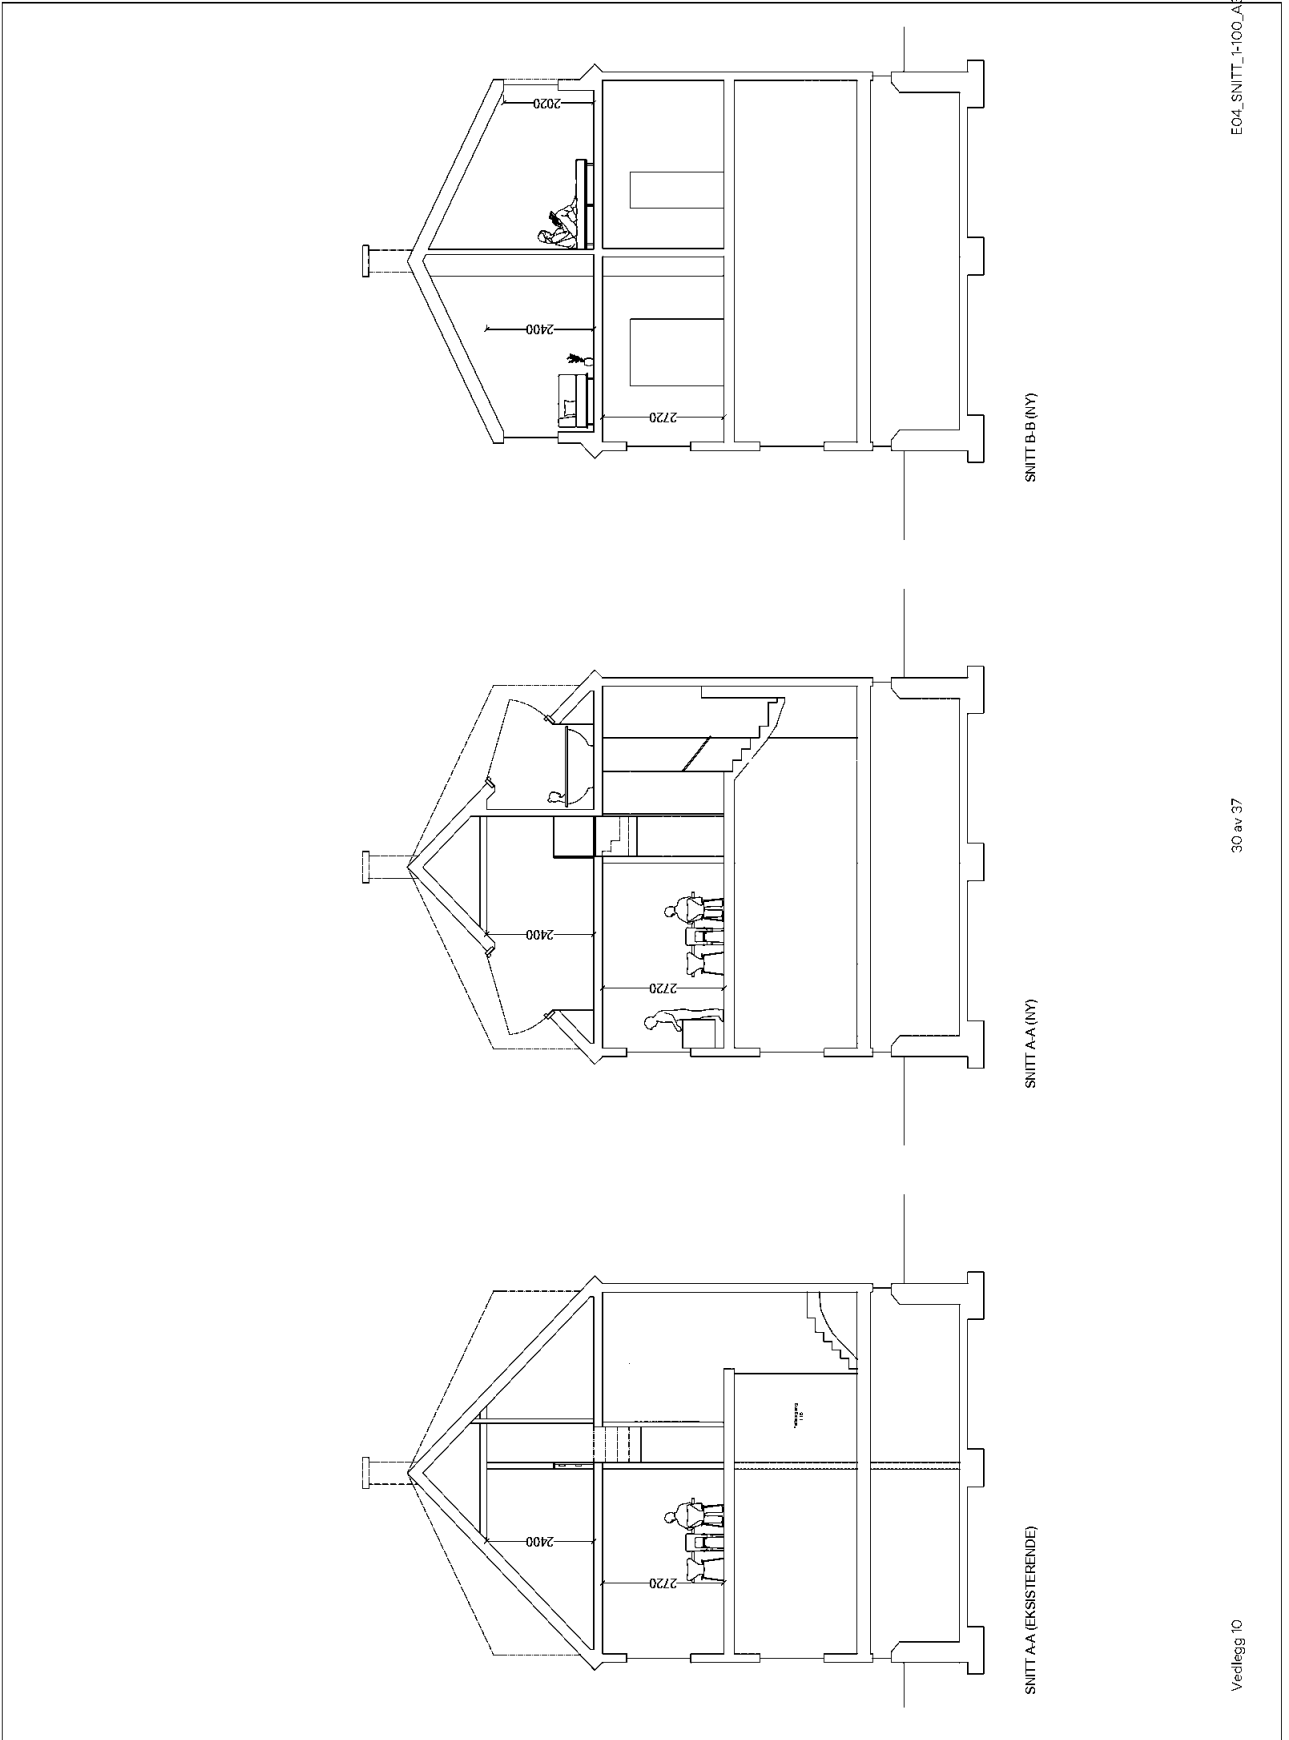 2400
2720
SNITT A-A (EKSISTERENDE)
2400
2720
SNITT A-A (NY)
2400
2020
2720
SNITT B-B (NY)
Vedlegg 10
30 av 37
E04_SNITT_1-100_A3